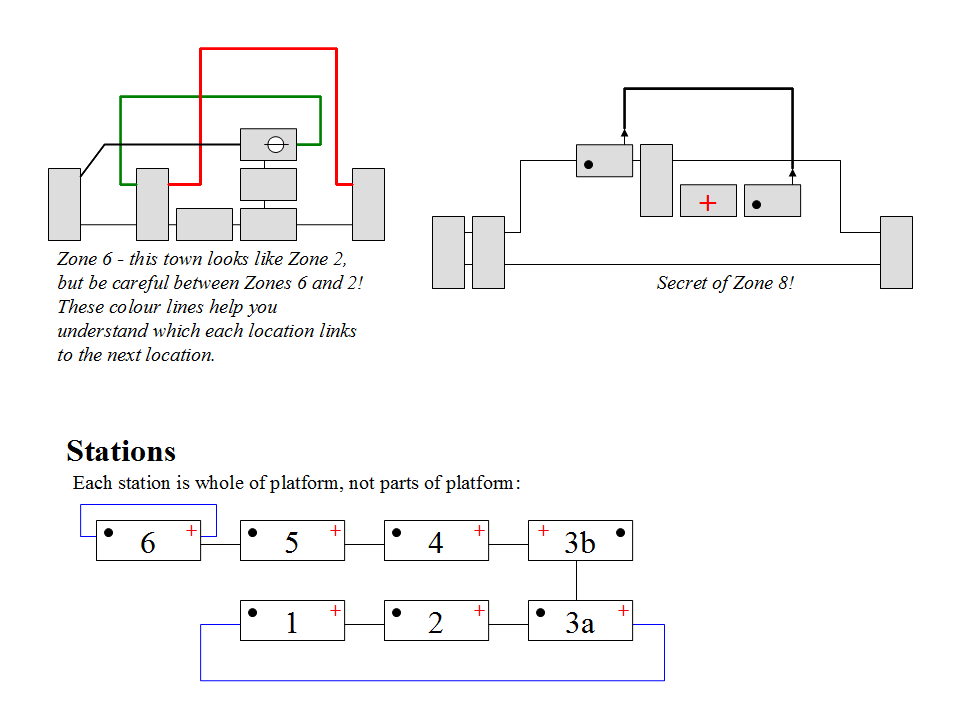 Zone 6 - this town looks like Zone 2,
but be careful between Zones 6 and 2!
These colour lines help you
understand which each location links
to the next location.
+
Secret of Zone 8!
Stations
Each station is whole of platform, not parts of platform:
6 +
5 +
4 +
+ 3b
1 +
2 +
3a +